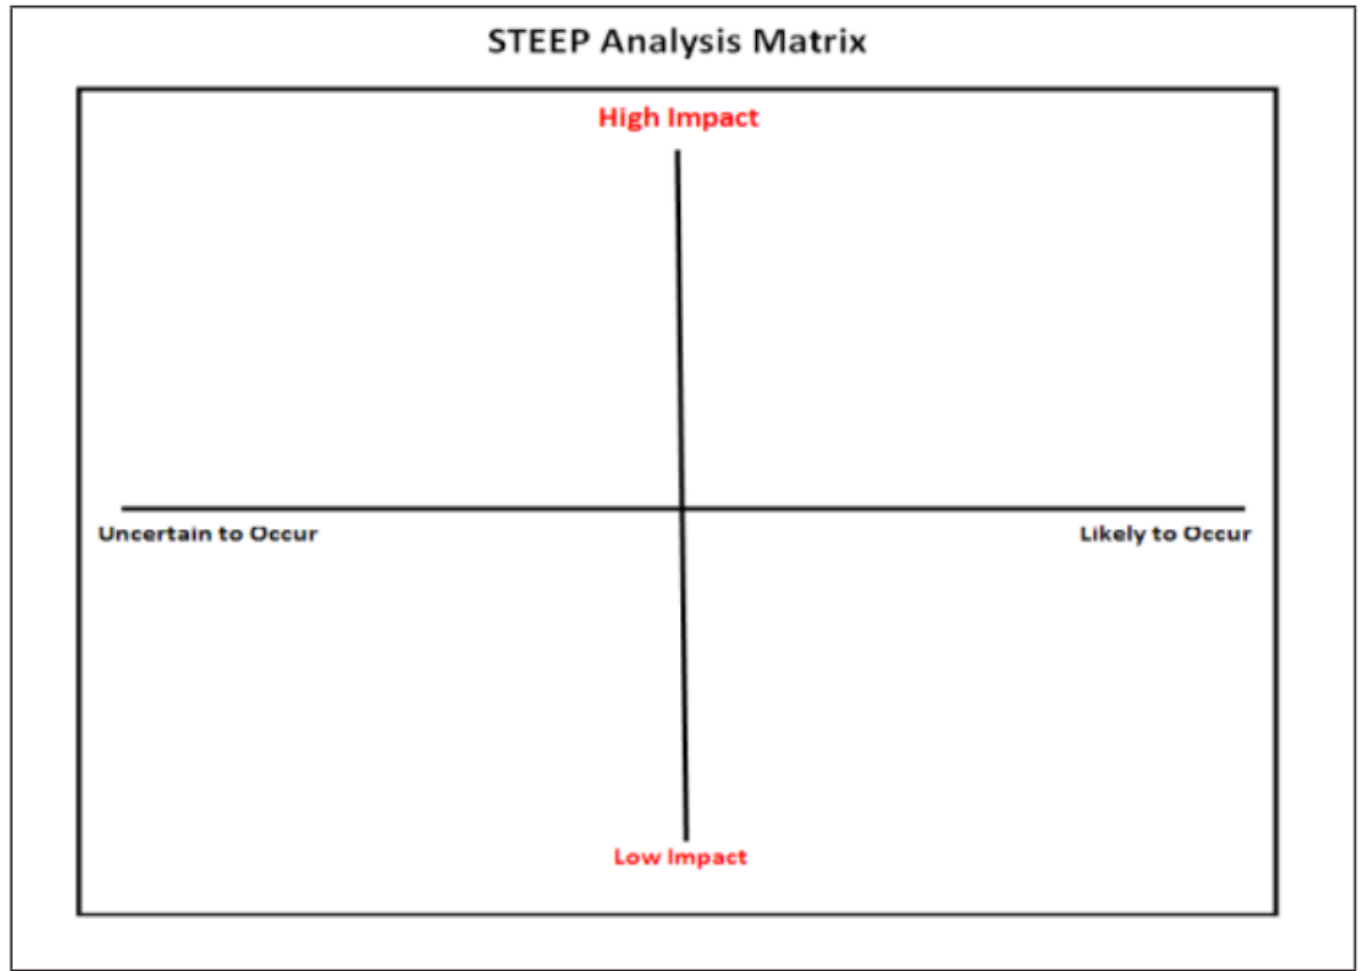 STEEP Analysis Matrix
High Impact
Uncertain to Occur
Likely to Occur
Low Impact